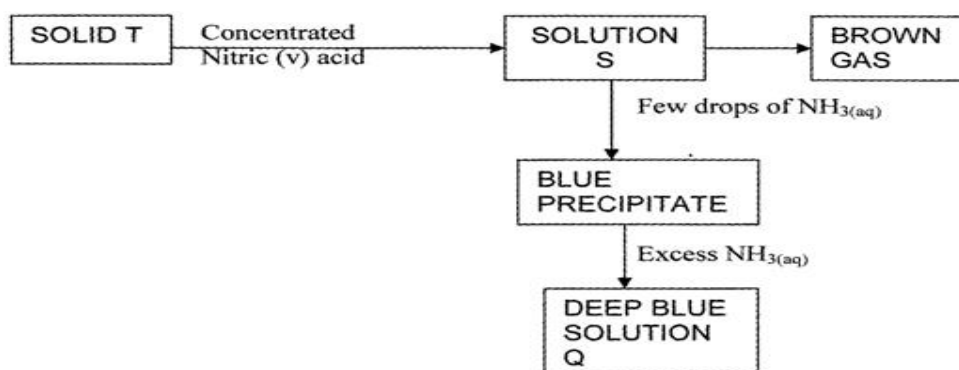 SOLID T
Concentrated
Nitric (v) acid
SOLUTION
S
BROWN
GAS
Few drops of NH₃₍ₐq₎
BLUE
PRECIPITATE
Excess NH₃₍ₐq₎
DEEP BLUE
SOLUTION
Q